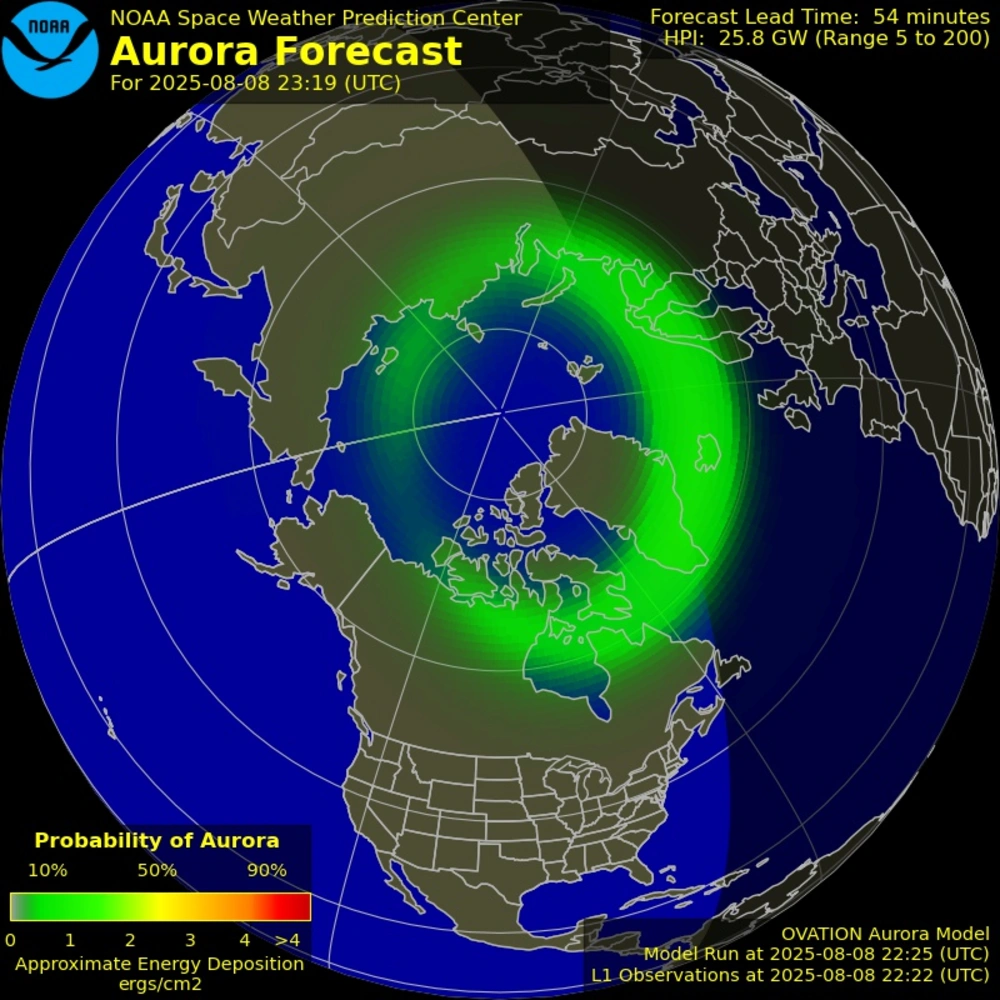 NOAA
NOAA Space Weather Prediction Center
Aurora Forecast
For 2025-08-08 23:19 (UTC)
Forecast Lead Time: 54 minutes
HPI: 25.8 GW (Range 5 to 200)
Probability of Aurora
10% 50% 90%
0 1 2 3 4 >4
Approximate Energy Deposition
ergs/cm2
OVATION Aurora Model
Model Run at 2025-08-08 22:25 (UTC)
L1 Observations at 2025-08-08 22:22 (UTC)